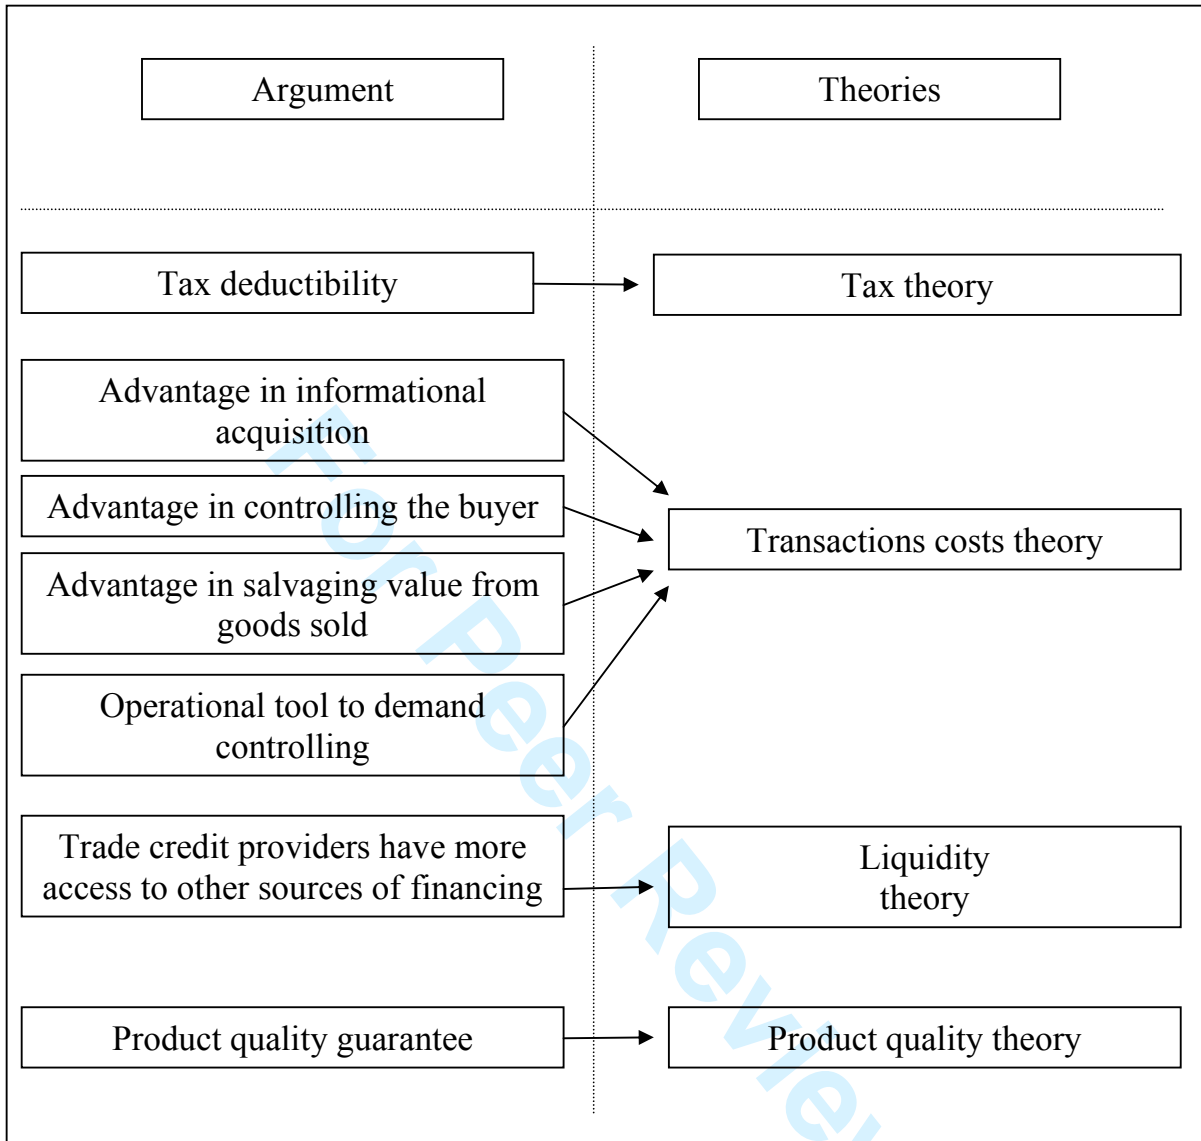 Argument
Theories
Tax deductibility
Tax theory
Advantage in informational
acquisition
Advantage in controlling the buyer
Transactions costs theory
Advantage in salvaging value from
goods sold
Operational tool to demand
controlling
Trade credit providers have more
access to other sources of financing
Liquidity
theory
Product quality guarantee
Product quality theory
For Peer Review